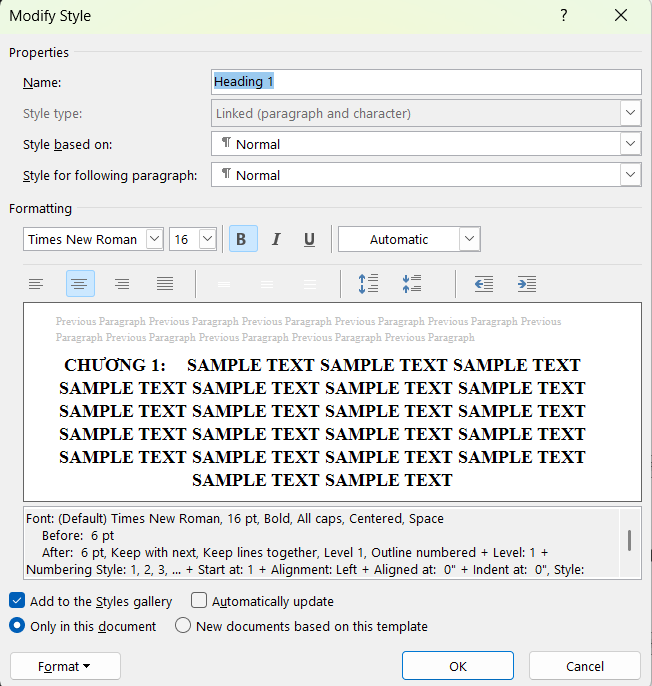 Modify Style ?
Properties
Name: Heading 1
Style type: Linked (paragraph and character)
Style based on: ¶ Normal
Style for following paragraph: ¶ Normal
Formatting
Times New Roman 16 B I U Automatic
Previous Paragraph Previous Paragraph Previous Paragraph Previous Paragraph Previous Paragraph Previous
Paragraph Previous Paragraph Previous Paragraph Previous Paragraph Previous Paragraph
CHƯƠNG 1: SAMPLE TEXT SAMPLE TEXT SAMPLE TEXT
SAMPLE TEXT SAMPLE TEXT SAMPLE TEXT SAMPLE TEXT
SAMPLE TEXT SAMPLE TEXT SAMPLE TEXT SAMPLE TEXT
SAMPLE TEXT SAMPLE TEXT SAMPLE TEXT SAMPLE TEXT
SAMPLE TEXT SAMPLE TEXT SAMPLE TEXT SAMPLE TEXT
SAMPLE TEXT SAMPLE TEXT
Font: (Default) Times New Roman, 16 pt, Bold, All caps, Centered, Space
Before: 6 pt
After: 6 pt, Keep with next, Keep lines together, Level 1, Outline numbered + Level: 1 +
Numbering Style: 1, 2, 3, ... + Start at: 1 + Alignment: Left + Aligned at: 0" + Indent at: 0", Style:
Add to the Styles gallery Automatically update
Only in this document New documents based on this template
Format OK Cancel